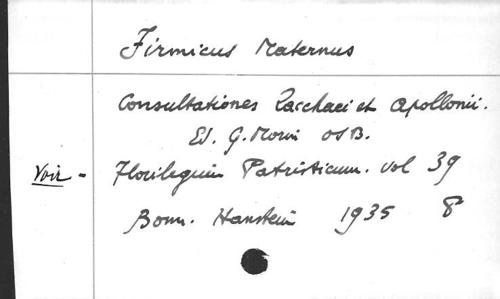 Firmicus Maternus
Consultationes Zacchaei et Apollonii.
Ed. G. Morin OSB.
Voir - Florilegium Patristicum. vol 39
Bonn. Hanstein 1935 8°